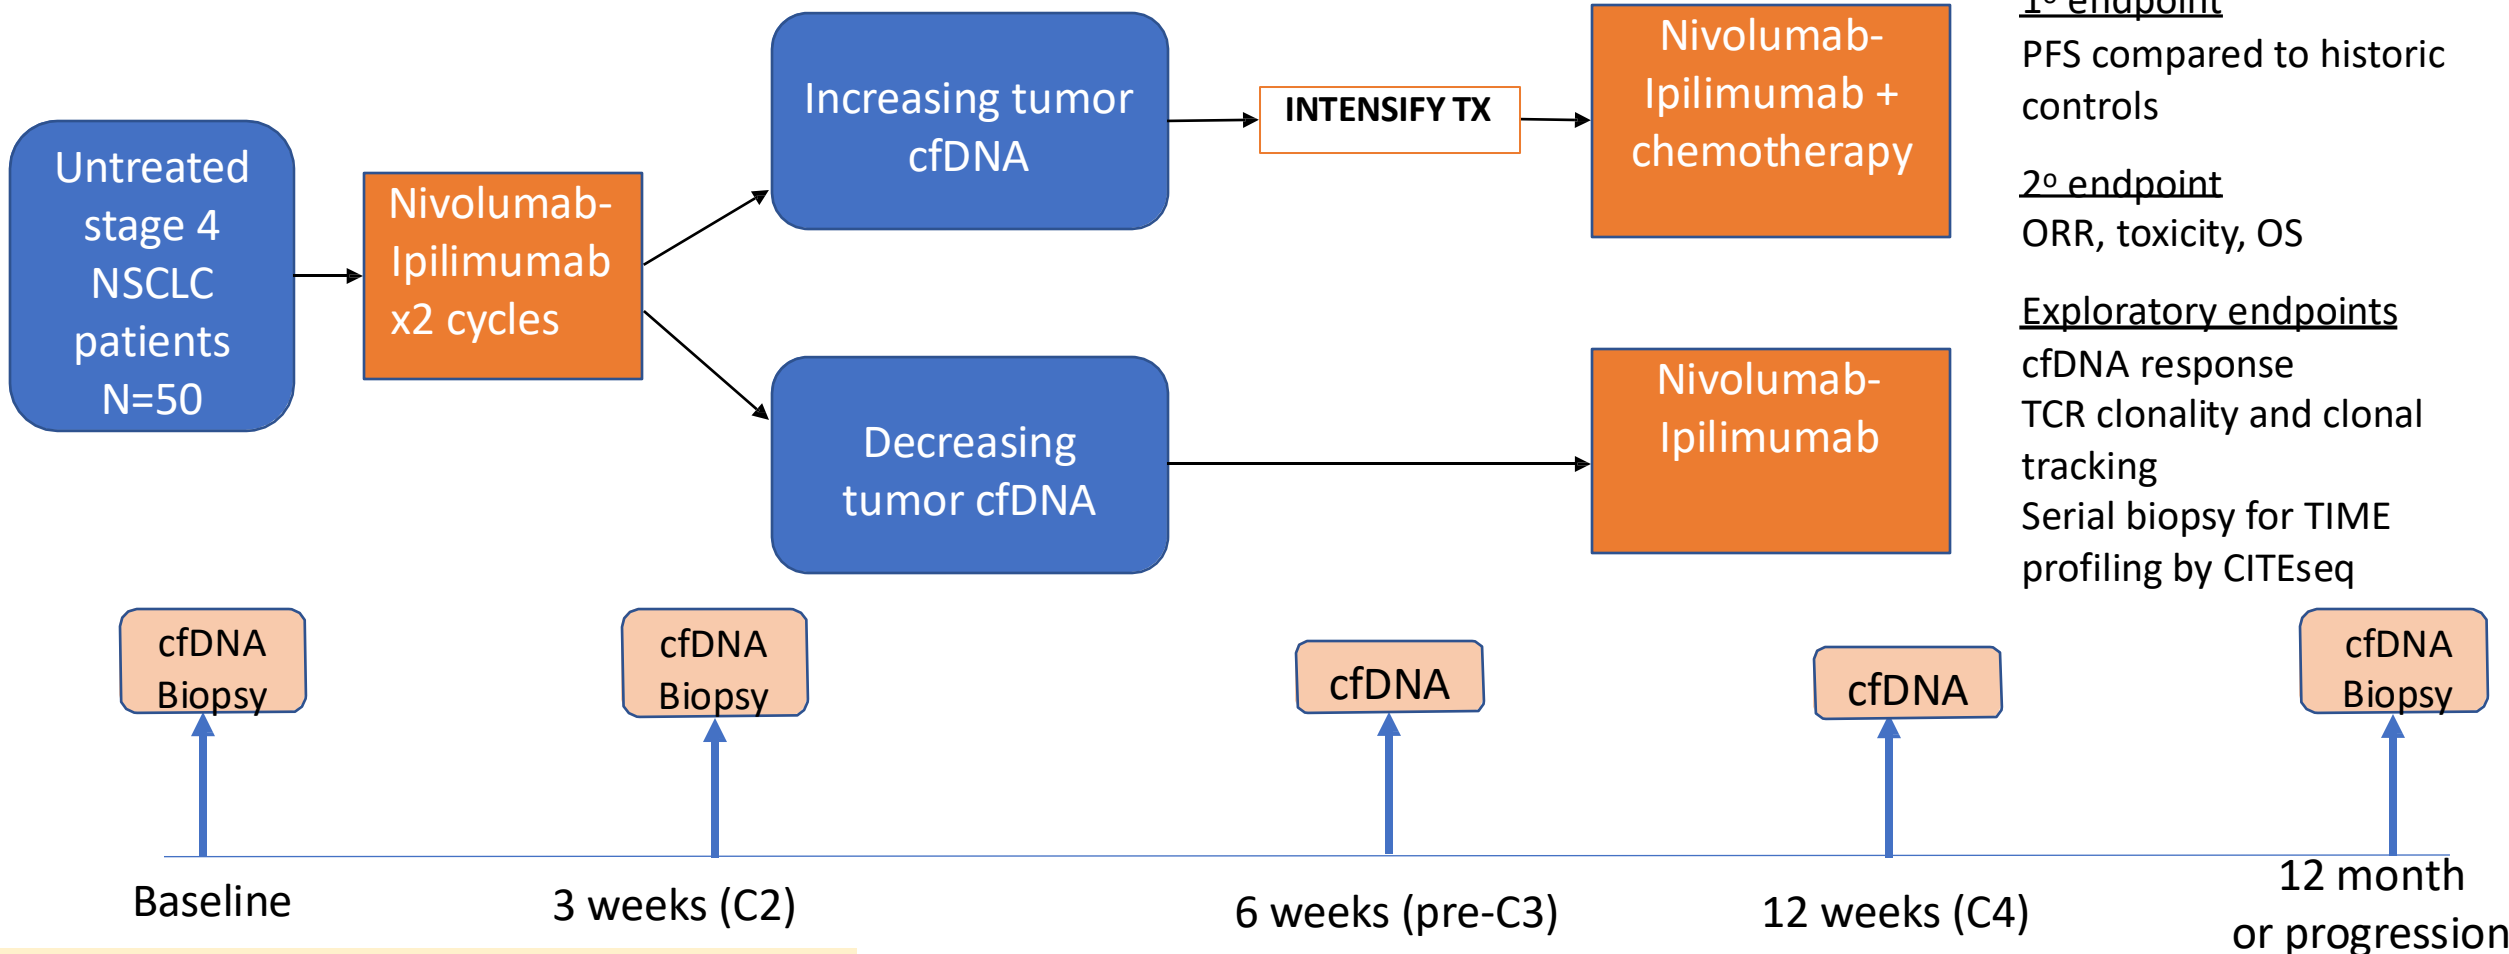 Untreated
stage 4
NSCLC
patients
N=50
Nivolumab-
Ipilimumab
x2 cycles
Increasing tumor
cfDNA
INTENSIFY TX
Nivolumab-
Ipilimumab +
chemotherapy
Decreasing
tumor cfDNA
Nivolumab-
Ipilimumab
1º endpoint
PFS compared to historic
controls
2º endpoint
ORR, toxicity, OS
Exploratory endpoints
cfDNA response
TCR clonality and clonal
tracking
Serial biopsy for TIME
profiling by CITEseq
cfDNA
Biopsy
cfDNA
Biopsy
cfDNA
cfDNA
cfDNA
Biopsy
Baseline
3 weeks (C2)
6 weeks (pre-C3)
12 weeks (C4)
12 month
or progression